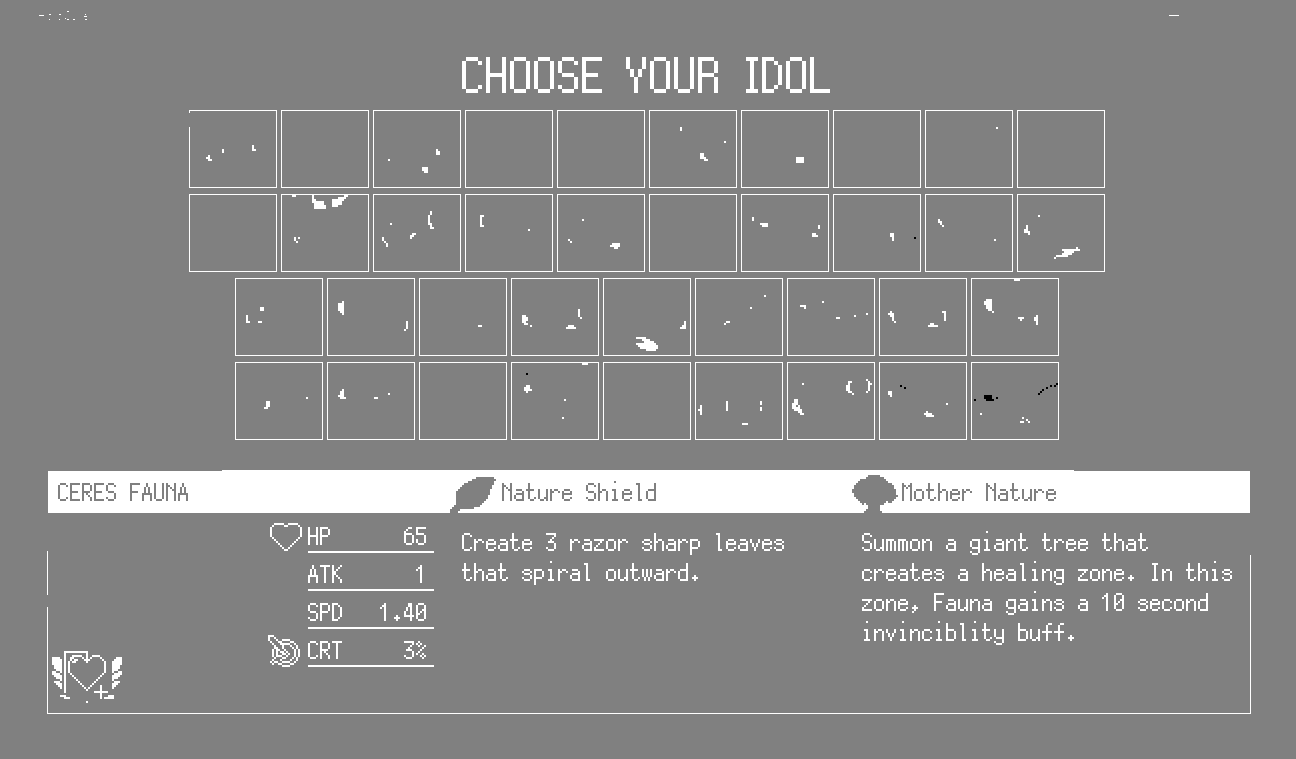 CHOOSE YOUR IDOL
CERES FAUNA
Nature Shield
Mother Nature
HP 65
ATK 1
SPD 1.40
CRT 3%
Create 3 razor sharp leaves
that spiral outward.
Summon a giant tree that
creates a healing zone. In this
zone, Fauna gains a 10 second
invinciblity buff.